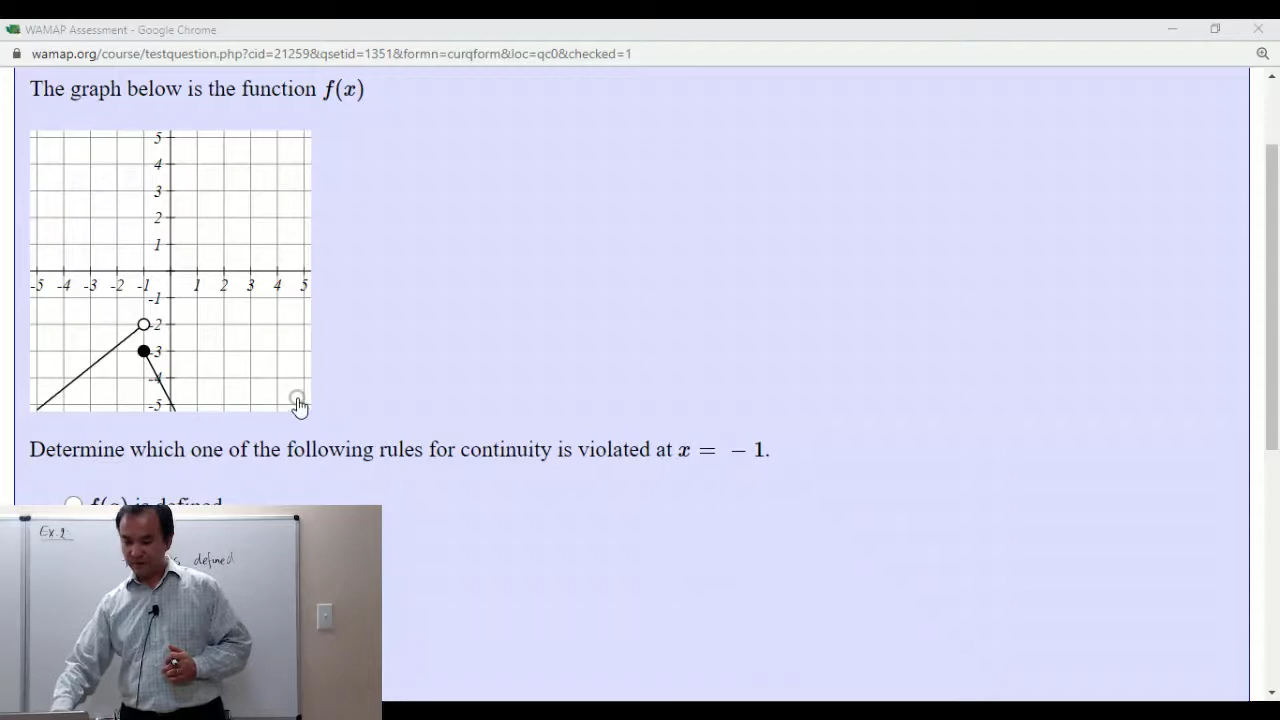 WAMAP Assessment - Google Chrome
wamap.org/course/testquestion.php?cid=21259&qsetid=1351&formn=curqform&loc=qc0&checked=1
The graph below is the function f(x)
5
4
3
2
1
-5 -4 -3 -2 -1 1 2 3 4 5
-1
-2
-3
-4
-5
Determine which one of the following rules for continuity is violated at x = - 1.
f(a) is defined
Ex. 2
is defined